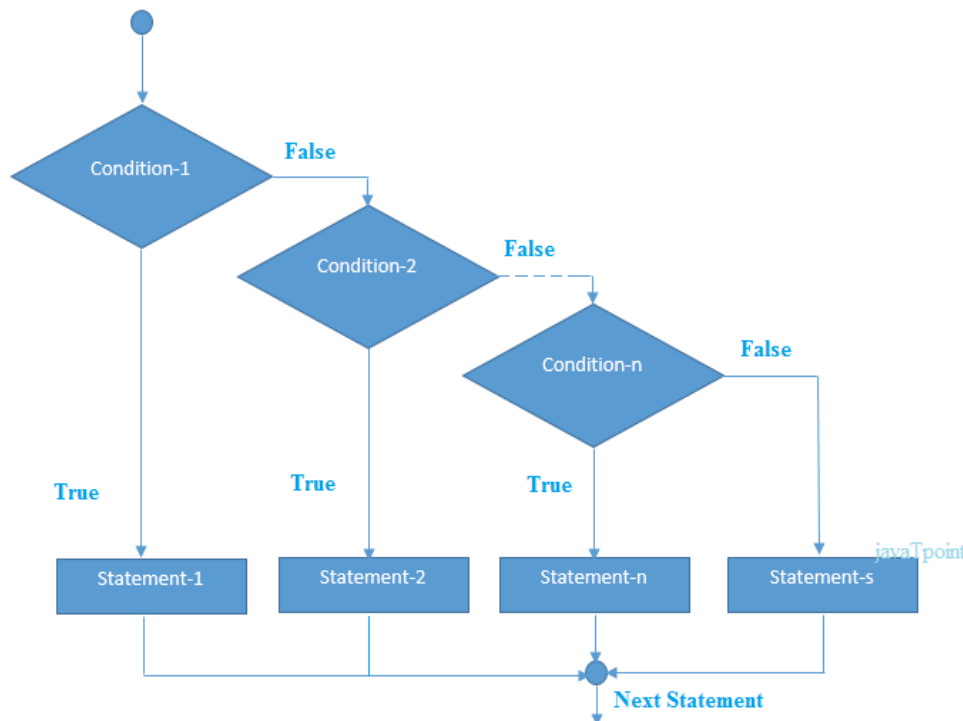 Condition-1
False
Condition-2
False
Condition-n
False
True
True
True
javaTpoint
Statement-1
Statement-2
Statement-n
Statement-s
Next Statement